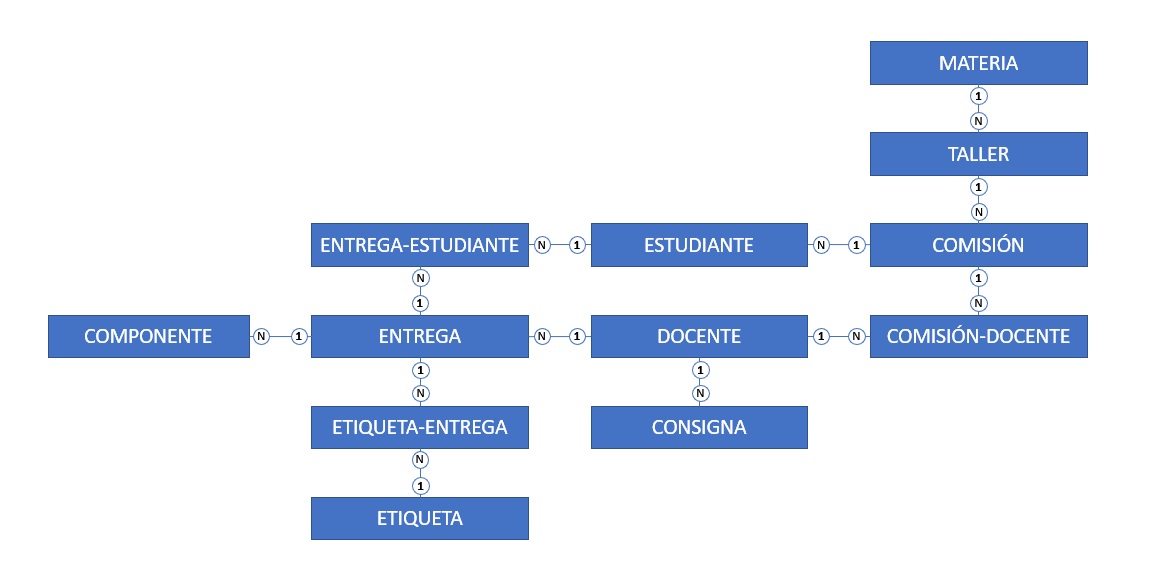 MATERIA
1
N
TALLER
1
N
ENTREGA-ESTUDIANTE N 1 ESTUDIANTE N 1 COMISIÓN
N 1
1 N
COMPONENTE N 1 ENTREGA N 1 DOCENTE 1 N COMISIÓN-DOCENTE
1 1
N N
ETIQUETA-ENTREGA CONSIGNA
N
1
ETIQUETA